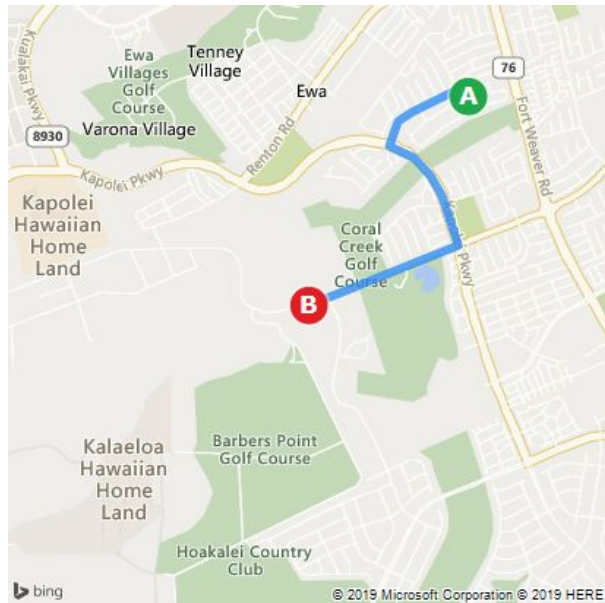 Kualakai Pkwy
Ewa
Villages
Golf
Course
Tenney
Village
Ewa
76
A
Fort Weaver Rd
8930
Varona Village
Renton Rd
Kapolei Pkwy
Kapolei
Hawaiian
Home
Land
Coral
Creek
Golf
Course
Kapolei Pkwy
B
Barbers Point
Golf Course
Kalaeloa
Hawaiian
Home
Land
Hoakalei Country
Club
bing
© 2019 Microsoft Corporation © 2019 HERE